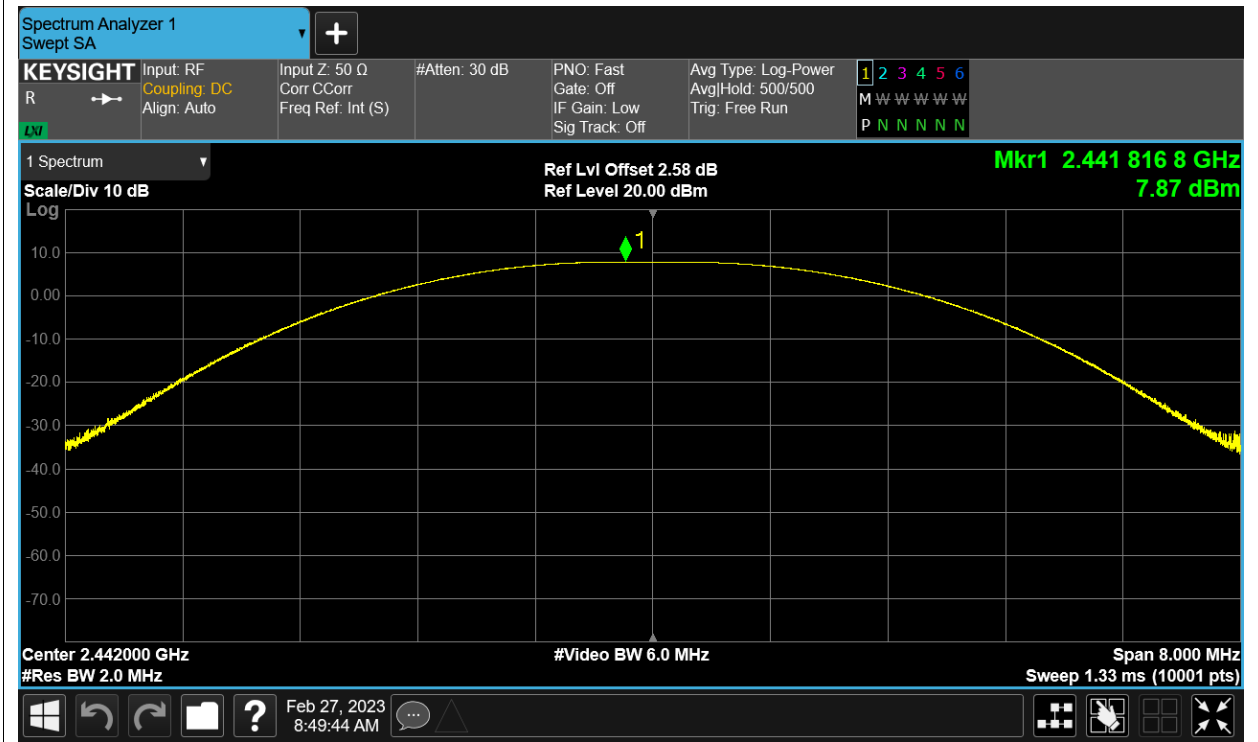 Spectrum Analyzer 1
Swept SA
KEYSIGHT
R
LXI
Input: RF
Coupling: DC
Align: Auto
Input Z: 50 Ω
Corr CCorr
Freq Ref: Int (S)
#Atten: 30 dB
PNO: Fast
Gate: Off
IF Gain: Low
Sig Track: Off
Avg Type: Log-Power
Avg|Hold: 500/500
Trig: Free Run
1 2 3 4 5 6
M W W W W W
P N N N N N
1 Spectrum
Scale/Div 10 dB
Log
Ref Lvl Offset 2.58 dB
Ref Level 20.00 dBm
Mkr1 2.441 816 8 GHz
7.87 dBm
1
10.0
0.00
-10.0
-20.0
-30.0
-40.0
-50.0
-60.0
-70.0
Center 2.442000 GHz
#Res BW 2.0 MHz
#Video BW 6.0 MHz
Span 8.000 MHz
Sweep 1.33 ms (10001 pts)
?
Feb 27, 2023
8:49:44 AM